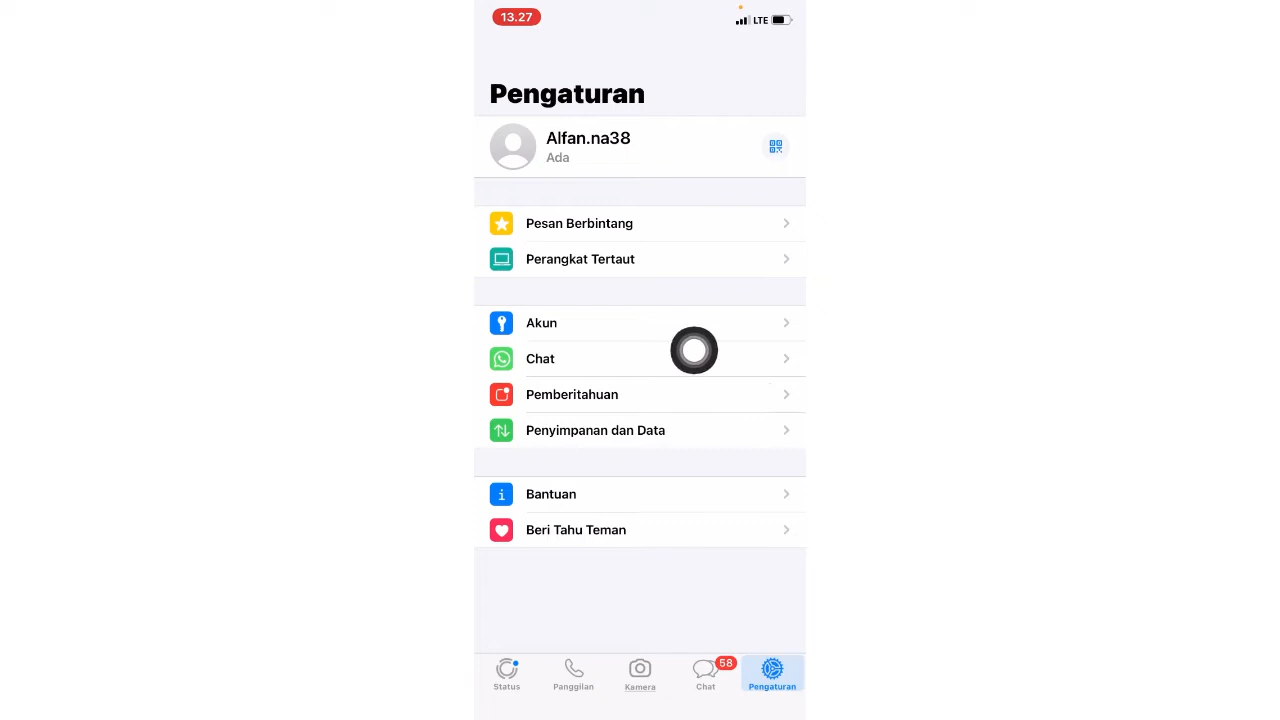 13.27
LTE
Pengaturan
Alfan.na38
Ada
Pesan Berbintang
Perangkat Tertaut
Akun
Chat
Pemberitahuan
Penyimpanan dan Data
Bantuan
Beri Tahu Teman
58
Status
Panggilan
Kamera
Chat
Pengaturan